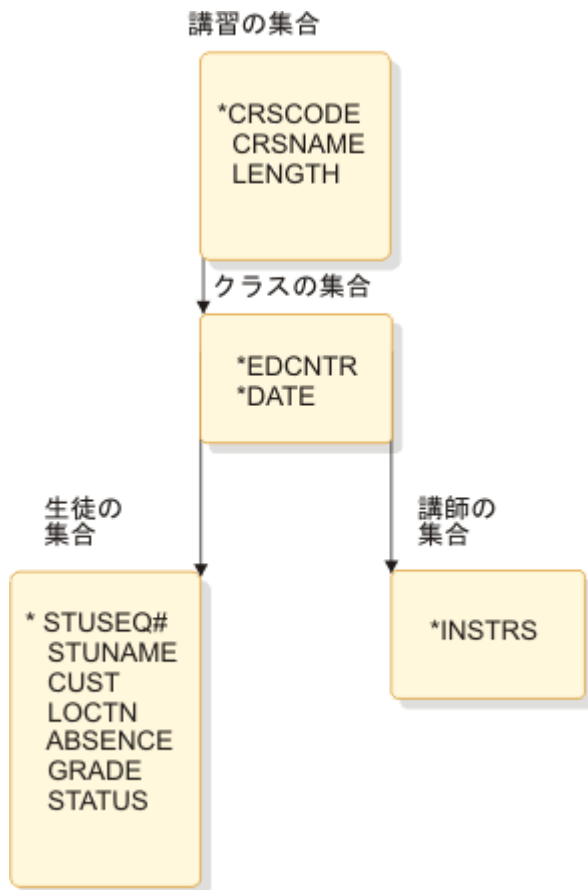 講習の集合
*CRSCODE
CRSNAME
LENGTH
クラスの集合
*EDCNTR
*DATE
生徒の
集合
* STUSEQ#
STUNAME
CUST
LOCTN
ABSENCE
GRADE
STATUS
講師の
集合
*INSTRS